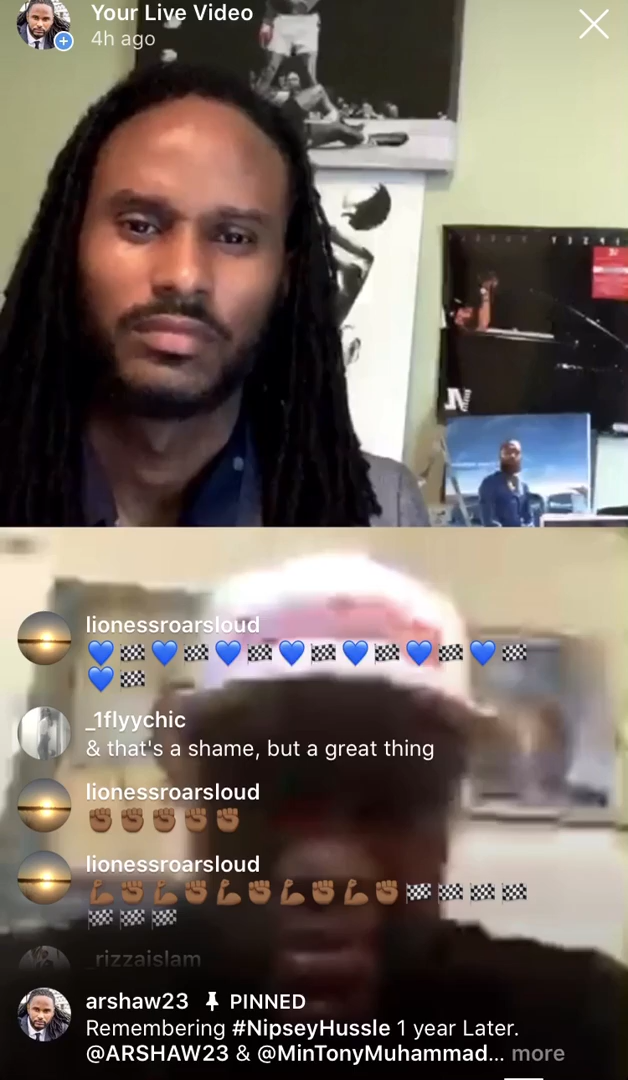 Your Live Video
4h ago
lionessroarsloud
💙🏁💙🏁💙🏁💙🏁💙🏁💙🏁💙🏁
💙🏁
_1flyychic
& that's a shame, but a great thing
lionessroarsloud
✊🏾✊🏾✊🏾✊🏾✊🏾
lionessroarsloud
💪🏾✊🏾💪🏾✊🏾💪🏾✊🏾💪🏾✊🏾💪🏾✊🏾🏁🏁🏁🏁
🏁🏁🏁
_rizzaislam
arshaw23 📌 PINNED
Remembering #NipseyHussle 1 year Later.
@ARSHAW23 & @MinTonyMuhammad... more